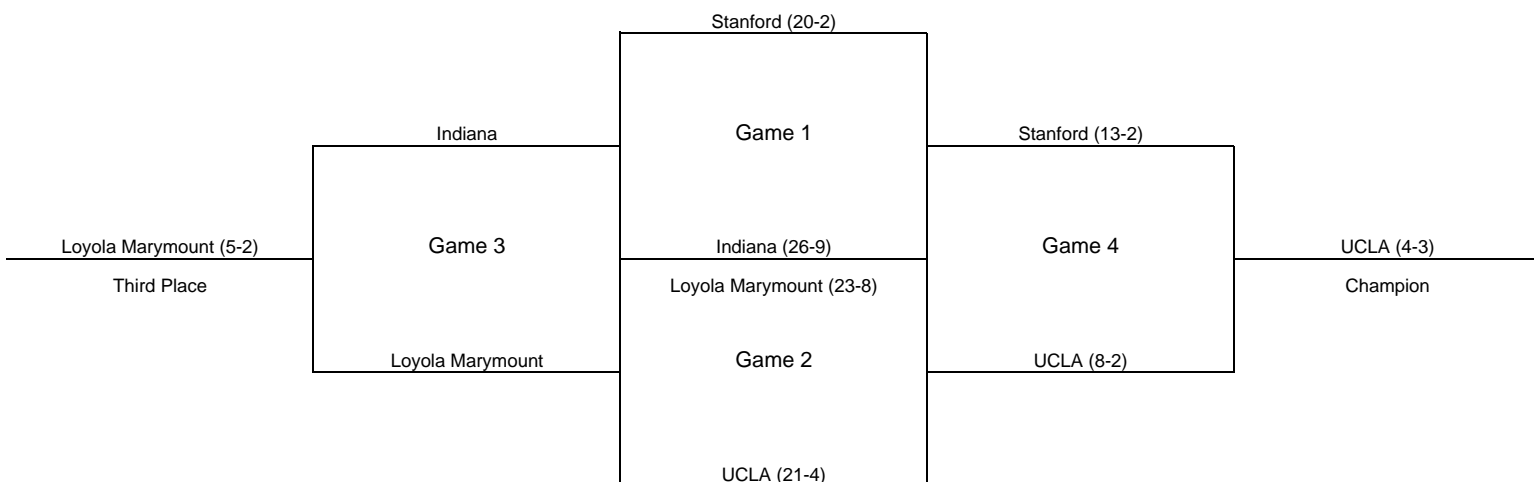 Stanford (20-2)
Indiana
Game 1
Stanford (13-2)
Loyola Marymount (5-2)
Game 3
Indiana (26-9)
Game 4
UCLA (4-3)
Third Place
Loyola Marymount (23-8)
Champion
Loyola Marymount
Game 2
UCLA (8-2)
UCLA (21-4)